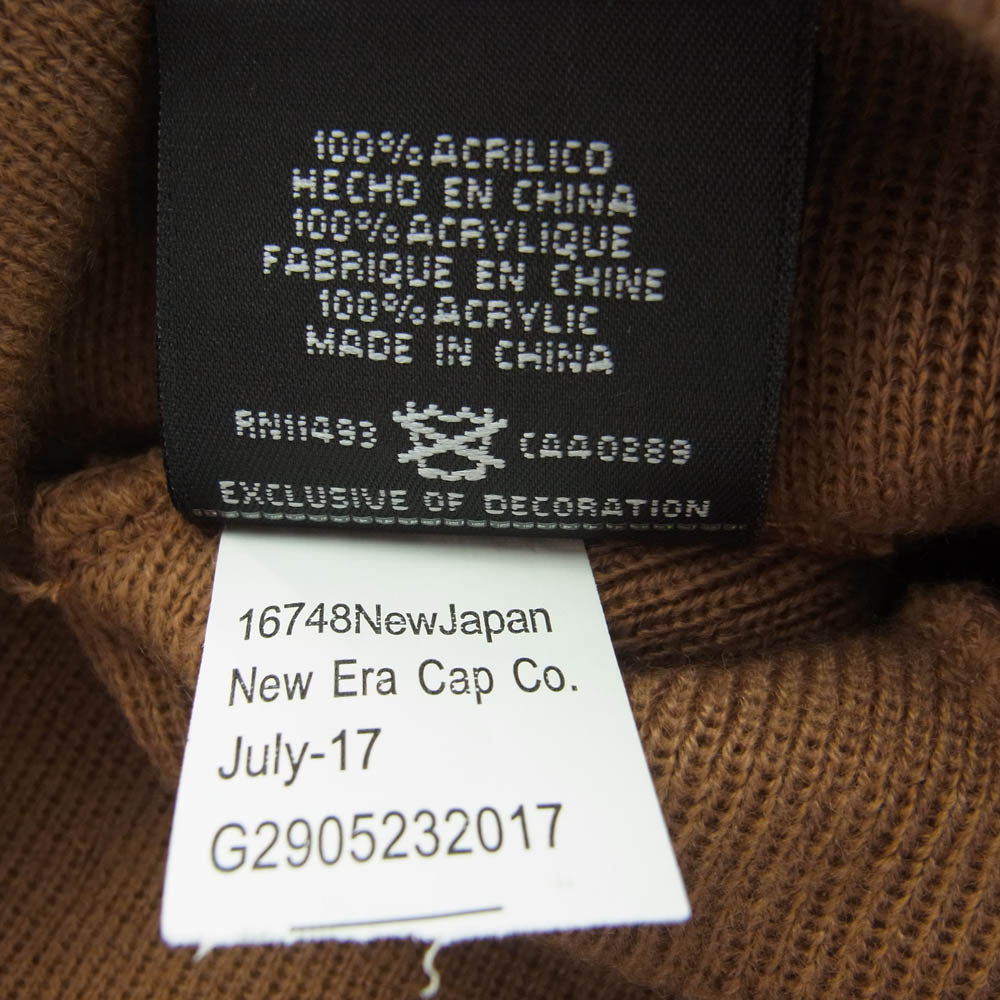 100% ACRILICO
HECHO EN CHINA
100% ACRYLIQUE
FABRIQUE EN CHINE
100% ACRYLIC
MADE IN CHINA
RN11493 CA40289
EXCLUSIVE OF DECORATION
16748NewJapan
New Era Cap Co.
July-17
G2905232017